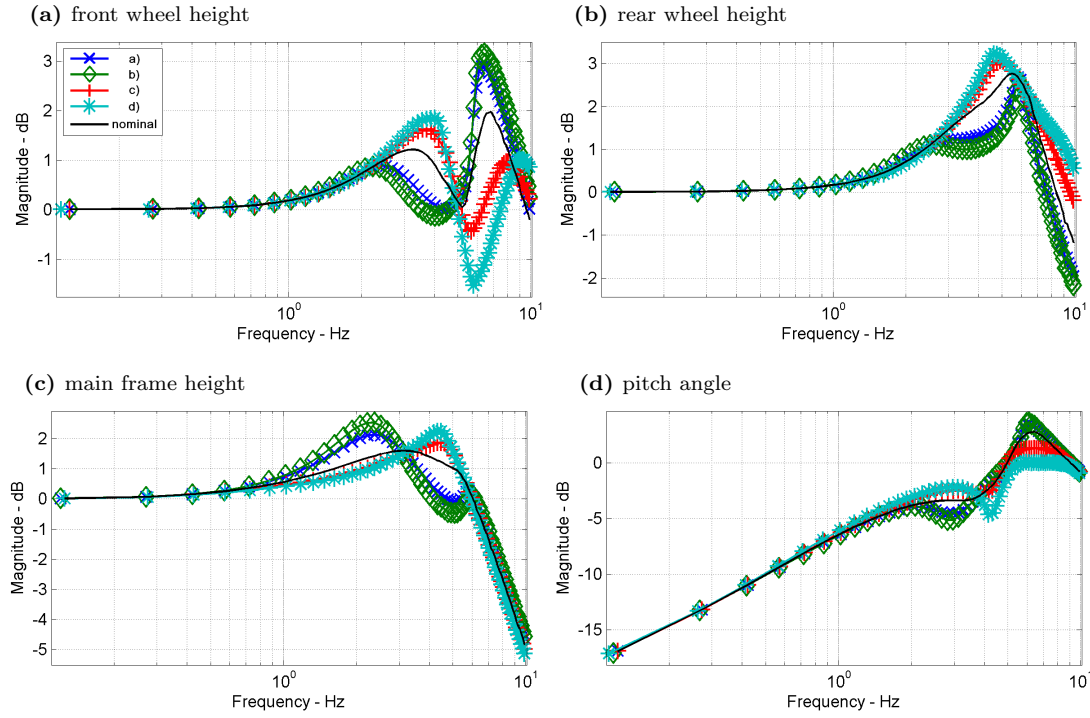 (a) front wheel height
3
2
1
0
-1
Magnitude - dB
a)
b)
c)
d)
nominal
10^0
10^1
Frequency - Hz
(b) rear wheel height
3
2
1
0
-1
-2
Magnitude - dB
10^0
10^1
Frequency - Hz
(c) main frame height
2
1
0
-1
-2
-3
-4
-5
Magnitude - dB
10^0
10^1
Frequency - Hz
(d) pitch angle
0
-5
-10
-15
Magnitude - dB
10^0
10^1
Frequency - Hz